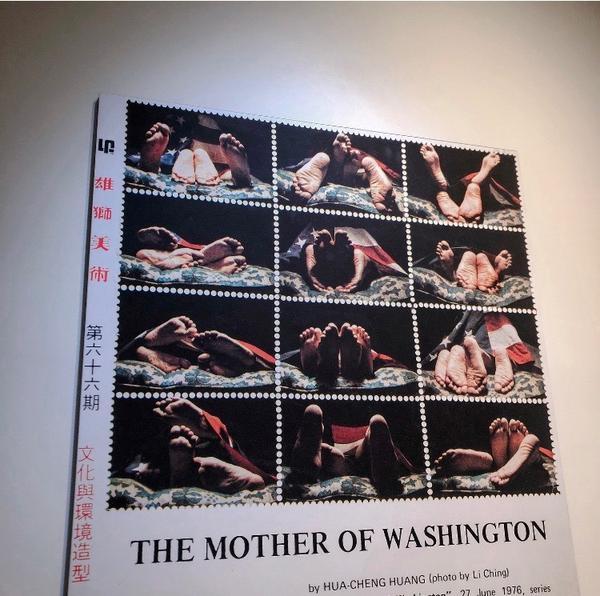 雄獅美術
第六十六期
文化與環境造型
THE MOTHER OF WASHINGTON
by HUA-CHENG HUANG (photo by Li Ching)
Washington", 27 June 1976, series